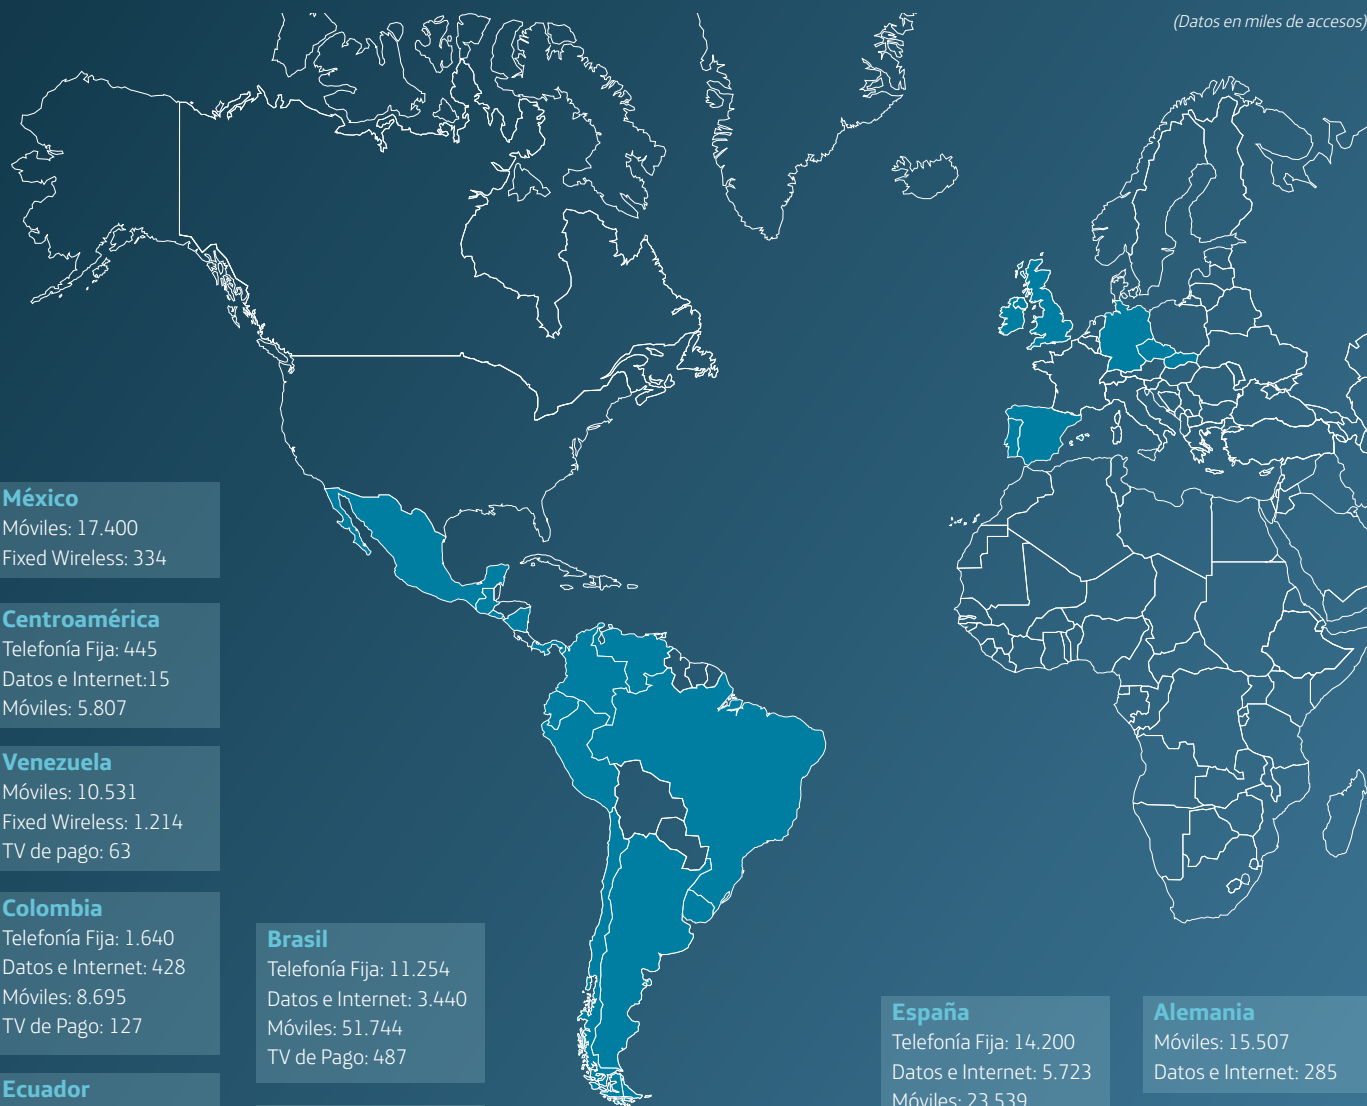 (Datos en miles de accesos)
México
Móviles: 17.400
Fixed Wireless: 334
Centroamérica
Telefonía Fija: 445
Datos e Internet:15
Móviles: 5.807
Venezuela
Móviles: 10.531
Fixed Wireless: 1.214
TV de pago: 63
Colombia
Telefonía Fija: 1.640
Datos e Internet: 428
Móviles: 8.695
TV de Pago: 127
Ecuador
Brasil
Telefonía Fija: 11.254
Datos e Internet: 3.440
Móviles: 51.744
TV de Pago: 487
España
Telefonía Fija: 14.200
Datos e Internet: 5.723
Móviles: 23.539
Alemania
Móviles: 15.507
Datos e Internet: 285